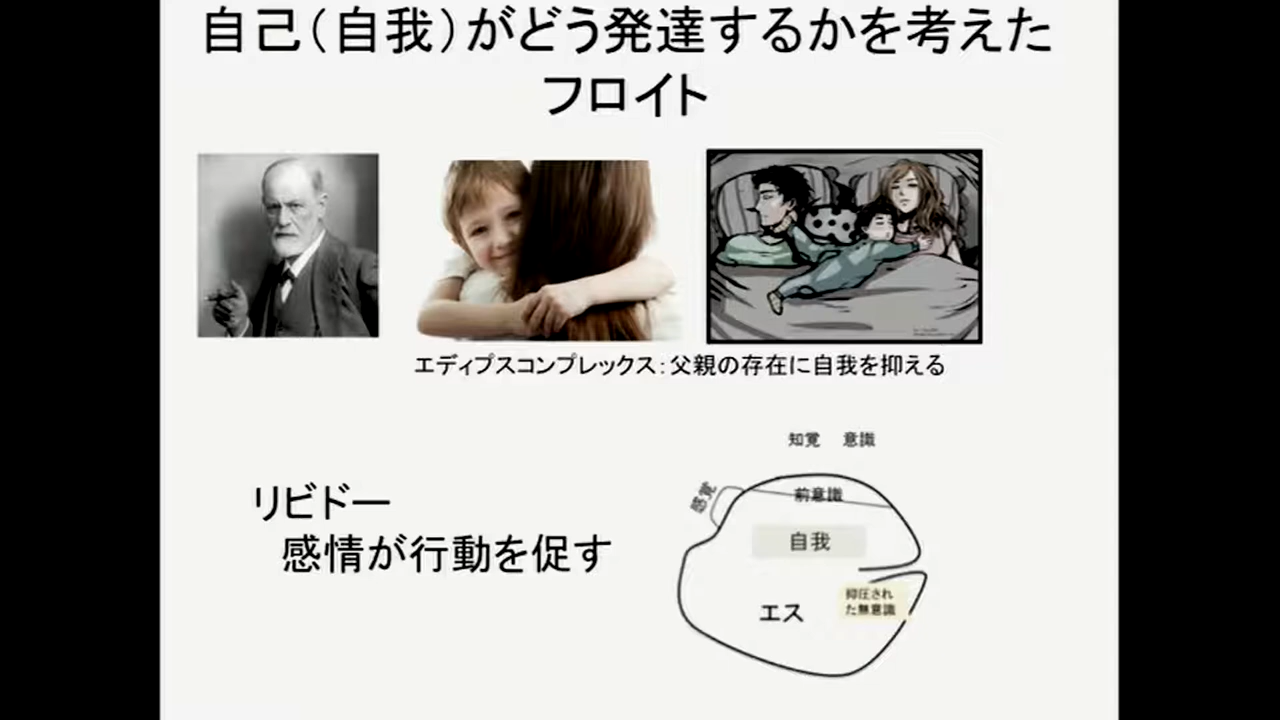 自己（自我）がどう発達するかを考えた
フロイト
エディプスコンプレックス：父親の存在に自我を抑える
知覚　意識
感覚
前意識
自我
リビドー
感情が行動を促す
抑圧され
た無意識
エス